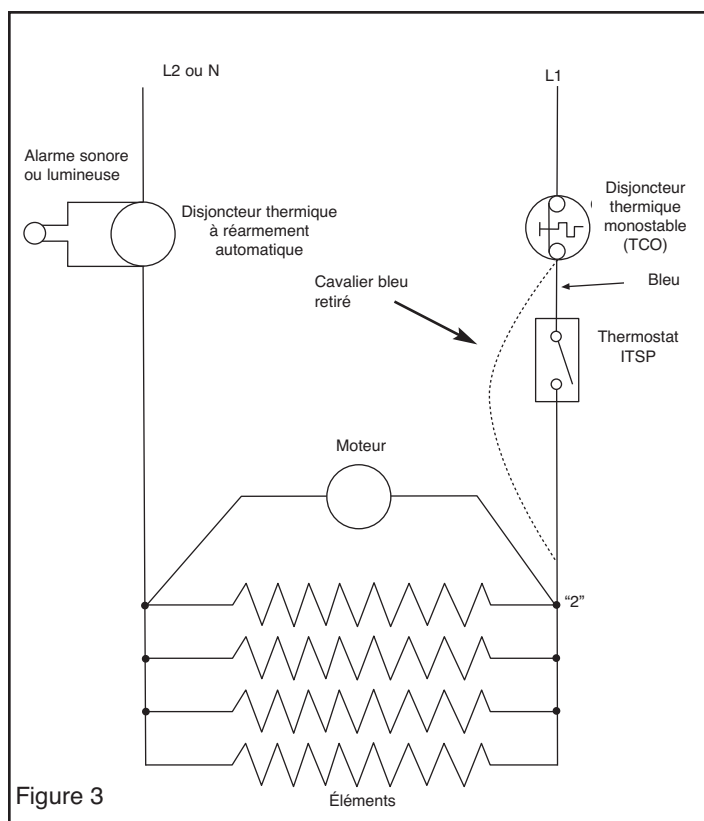 L2 ou N
L1
Alarme sonore
ou lumineuse
Disjoncteur thermique
à réarmement
automatique
Disjoncteur
thermique
monostable
(TCO)
Cavalier bleu
retiré
Bleu
Thermostat
ITSP
Moteur
“2”
Éléments
Figure 3